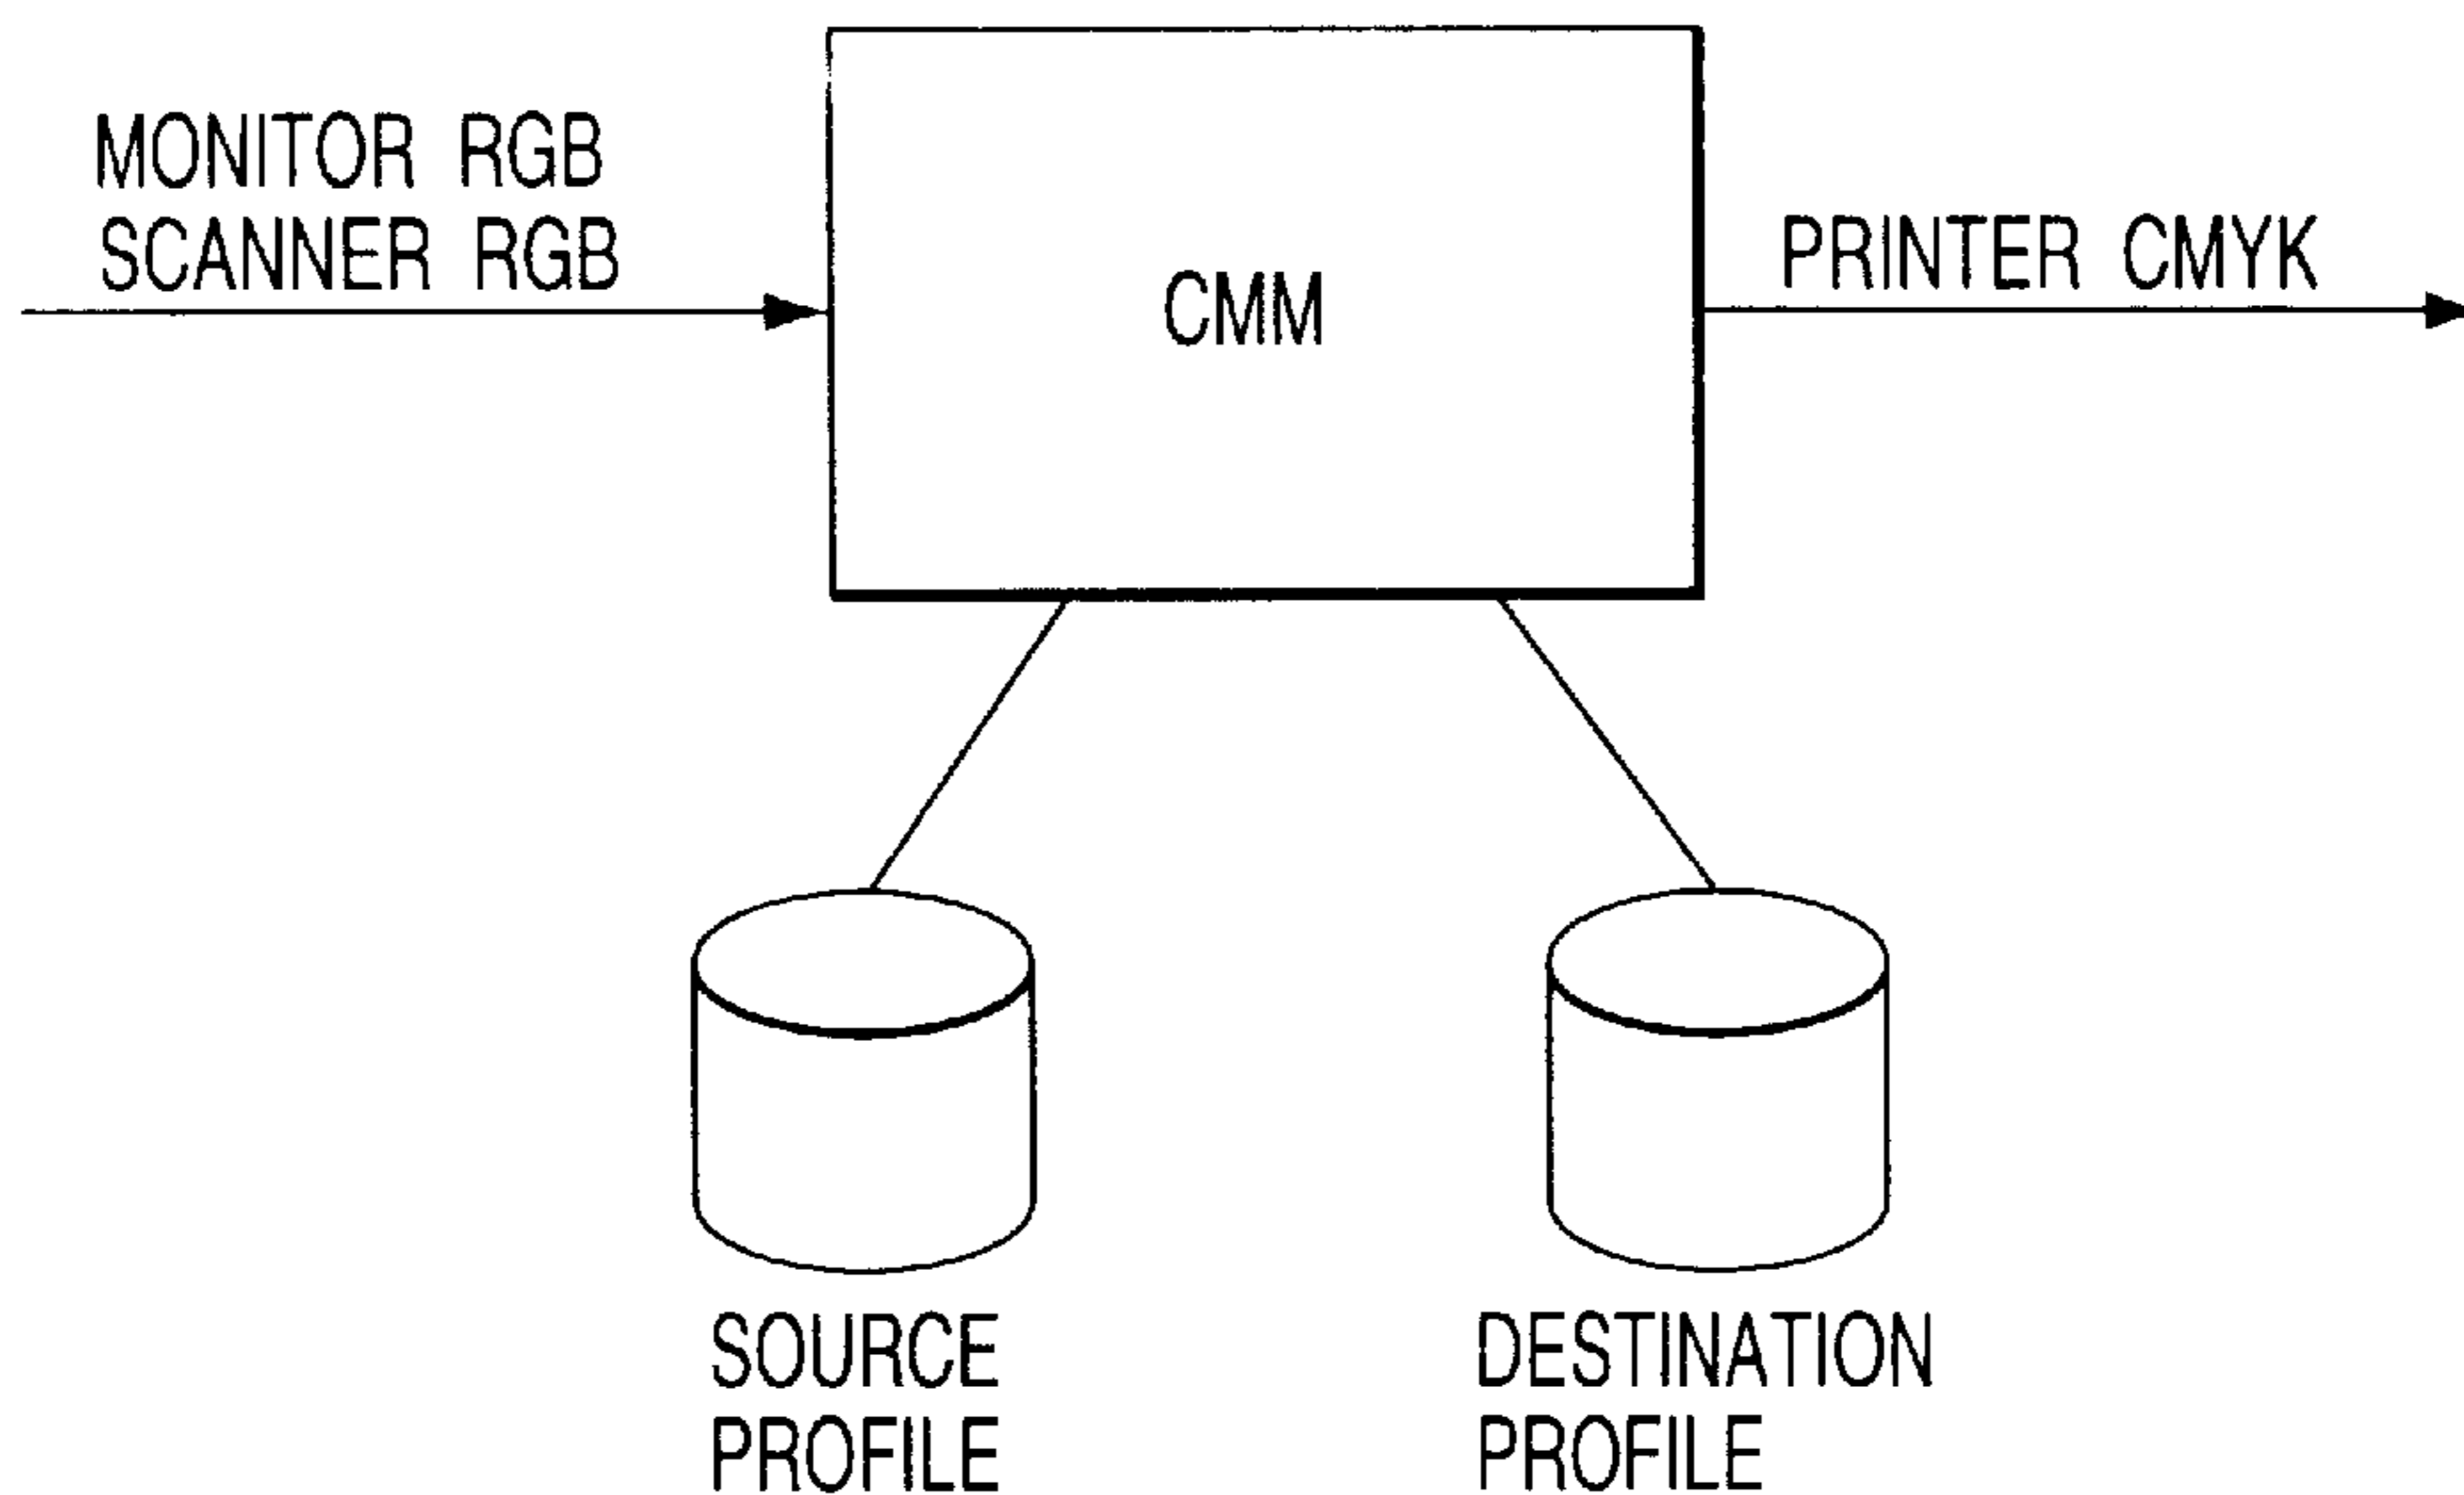 MONITOR RGB
SCANNER RGB
CMM
PRINTER CMYK
SOURCE
PROFILE
DESTINATION
PROFILE